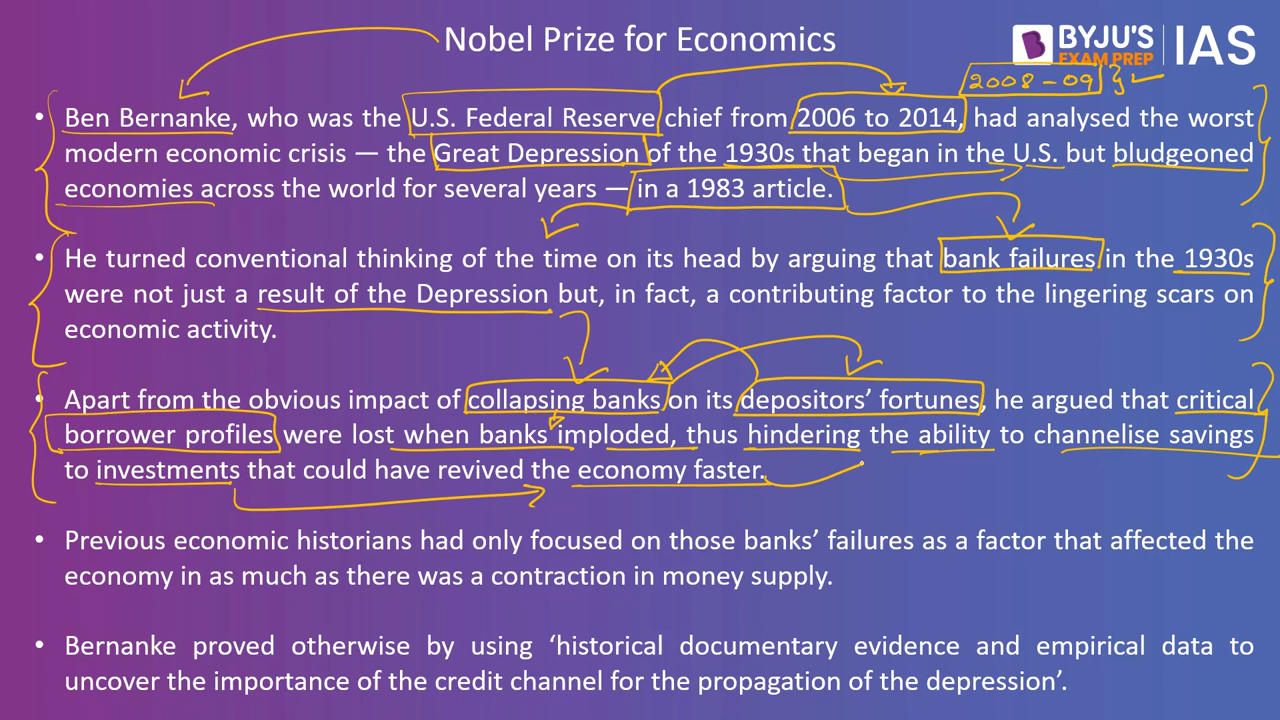 Nobel Prize for Economics
BYJU'S
EXAM PREP
IAS
2008-09
• Ben Bernanke, who was the U.S. Federal Reserve chief from 2006 to 2014, had analysed the worst
modern economic crisis — the Great Depression of the 1930s that began in the U.S. but bludgeoned
economies across the world for several years — in a 1983 article.
• He turned conventional thinking of the time on its head by arguing that bank failures in the 1930s
were not just a result of the Depression but, in fact, a contributing factor to the lingering scars on
economic activity.
• Apart from the obvious impact of collapsing banks on its depositors' fortunes, he argued that critical
borrower profiles were lost when banks imploded, thus hindering the ability to channelise savings
to investments that could have revived the economy faster.
• Previous economic historians had only focused on those banks' failures as a factor that affected the
economy in as much as there was a contraction in money supply.
• Bernanke proved otherwise by using 'historical documentary evidence and empirical data to
uncover the importance of the credit channel for the propagation of the depression'.